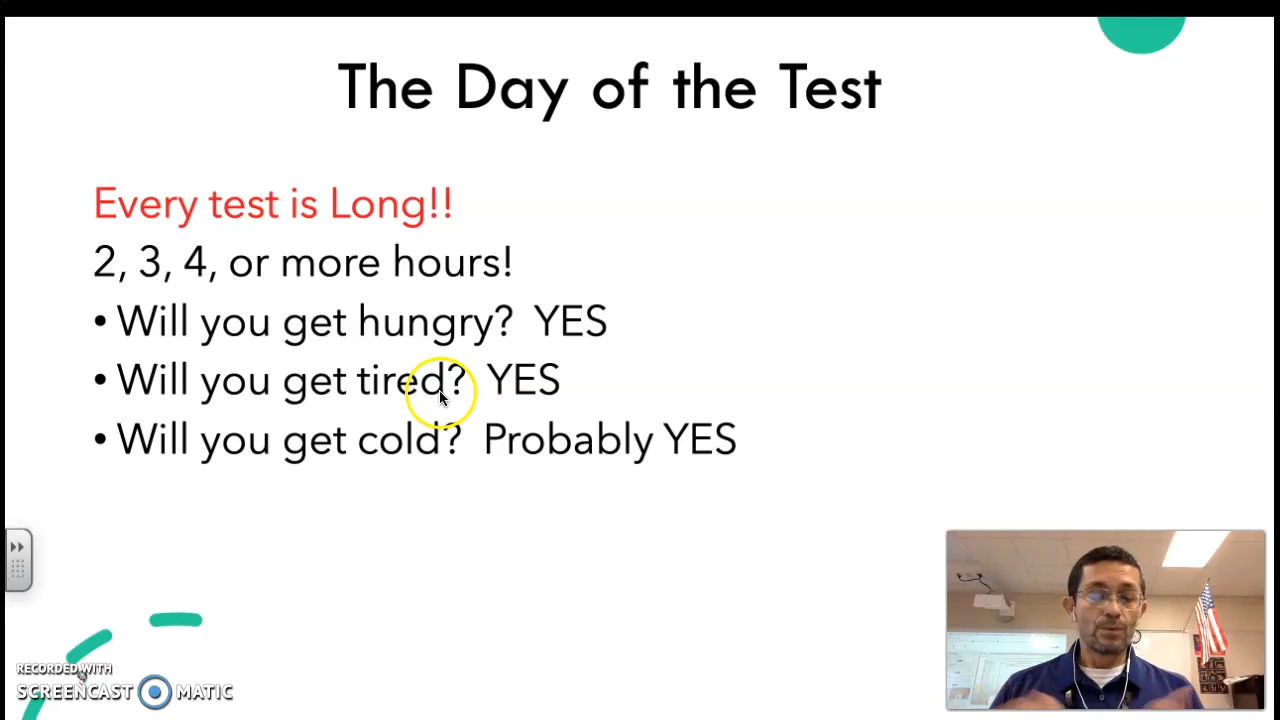 The Day of the Test
Every test is Long!!
2, 3, 4, or more hours!
• Will you get hungry?  YES
• Will you get tired?  YES
• Will you get cold?  Probably YES
RECORDED WITH
SCREENCAST MATIC